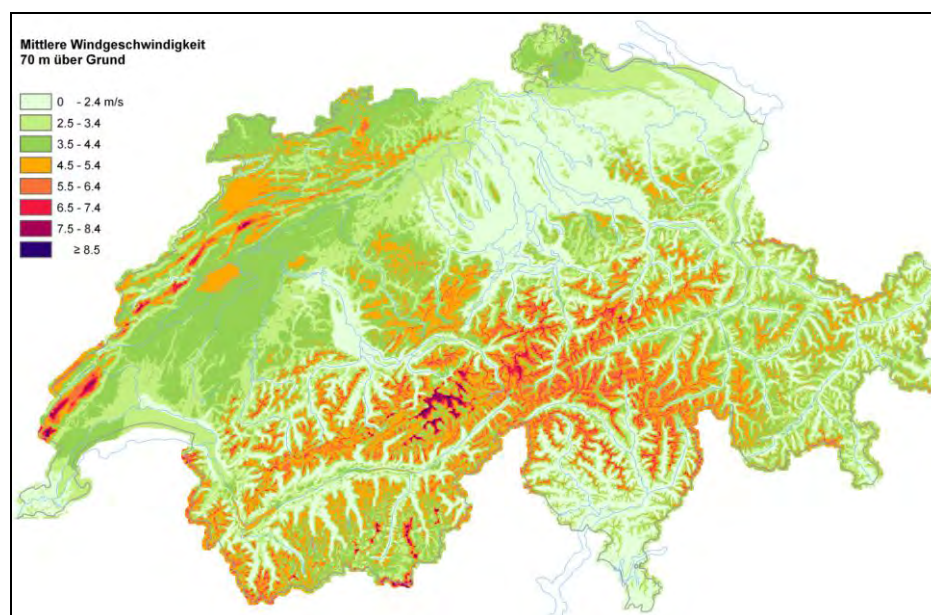 Mittlere Windgeschwindigkeit
70 m über Grund
0 - 2.4 m/s
2.5 - 3.4
3.5 - 4.4
4.5 - 5.4
5.5 - 6.4
6.5 - 7.4
7.5 - 8.4
≥ 8.5